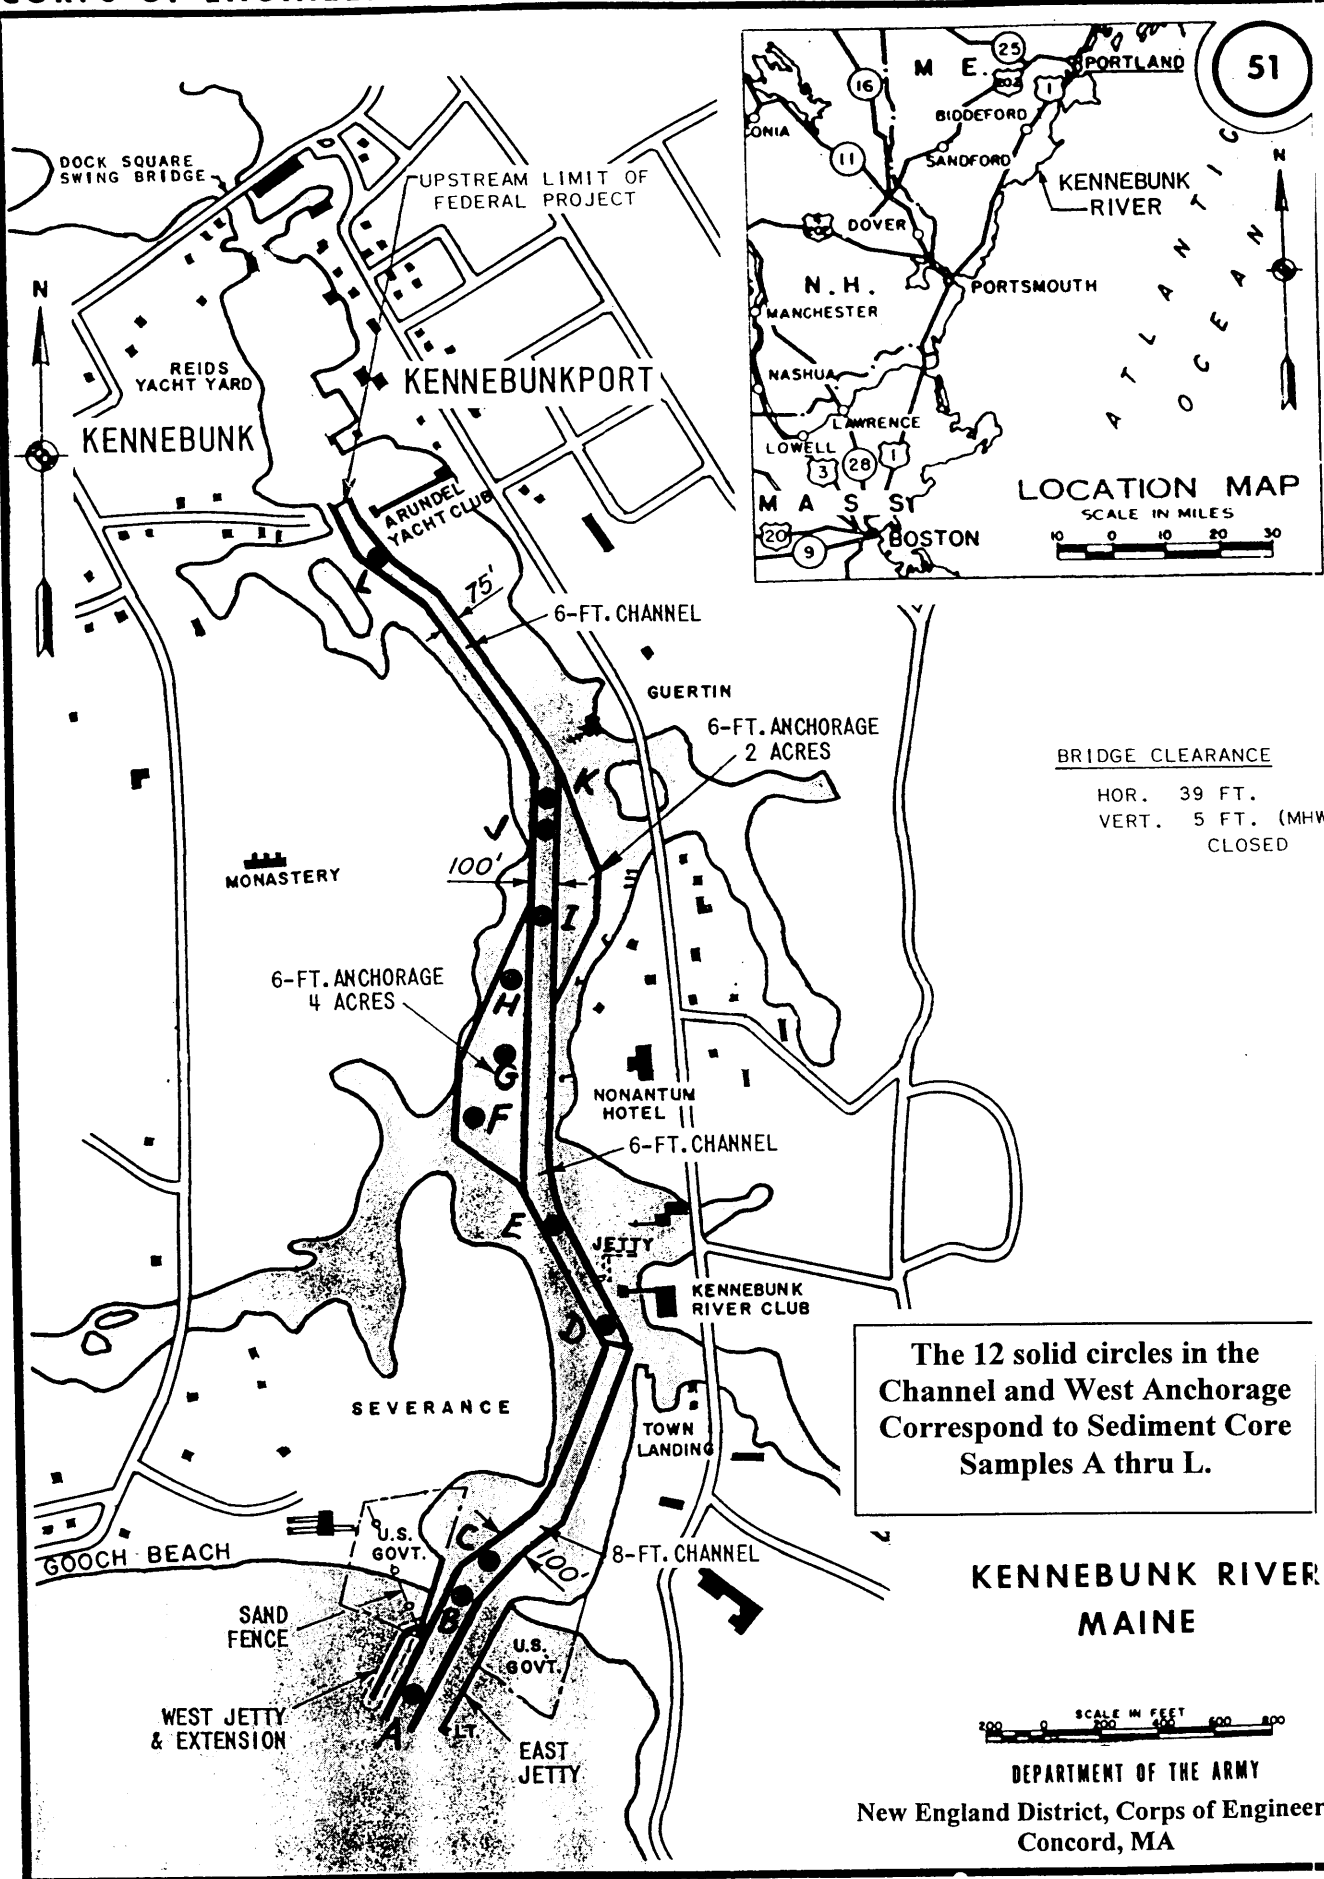 51
M E.
25
202
1
PORTLAND
16
BIDDEFORD
ONIA
11
SANDFORD
KENNEBUNK
RIVER
N
DOVER
N. H.
PORTSMOUTH
MANCHESTER
ATLANTIC
OCEAN
NASHUA
LAWRENCE
LOWELL
3
28
1
M A S S
20
9
BOSTON
LOCATION MAP
SCALE IN MILES
10 0 10 20 30
DOCK SQUARE
SWING BRIDGE
UPSTREAM LIMIT OF
FEDERAL PROJECT
N
REIDS
YACHT YARD
KENNEBUNKPORT
KENNEBUNK
ARUNDEL
YACHT CLUB
L
75'
6-FT. CHANNEL
GUERTIN
6-FT. ANCHORAGE
2 ACRES
BRIDGE CLEARANCE
HOR. 39 FT.
VERT. 5 FT. (MHW
CLOSED
K
J
MONASTERY
100'
I
6-FT. ANCHORAGE
4 ACRES
H
G
F
NONANTUM
HOTEL
6-FT. CHANNEL
E
JETTY
KENNEBUNK
RIVER CLUB
D
The 12 solid circles in the
Channel and West Anchorage
Correspond to Sediment Core
Samples A thru L.
SEVERANCE
TOWN
LANDING
U.S.
GOVT.
C
GOOCH BEACH
100'
8-FT. CHANNEL
KENNEBUNK RIVER
MAINE
SAND
FENCE
B
U.S.
GOVT.
WEST JETTY
& EXTENSION
A
LT.
EAST
JETTY
SCALE IN FEET
200 0 200 400 600 800
DEPARTMENT OF THE ARMY
New England District, Corps of Engineer
Concord, MA